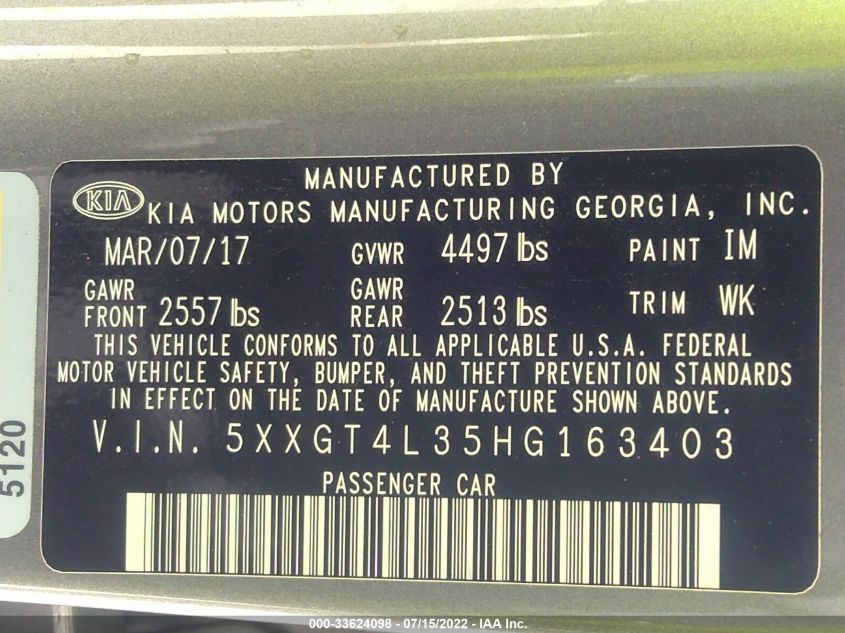 MANUFACTURED BY
KIA KIA MOTORS MANUFACTURING GEORGIA, INC.
MAR/07/17 GVWR 4497 lbs PAINT IM
GAWR FRONT 2557 lbs GAWR REAR 2513 lbs TRIM WK
THIS VEHICLE CONFORMS TO ALL APPLICABLE U.S.A. FEDERAL
MOTOR VEHICLE SAFETY, BUMPER, AND THEFT PREVENTION STANDARDS
IN EFFECT ON THE DATE OF MANUFACTURE SHOWN ABOVE.
V.I.N. 5XXGT4L35HG163403
PASSENGER CAR
5120
000-33624098 - 07/15/2022 - IAA Inc.